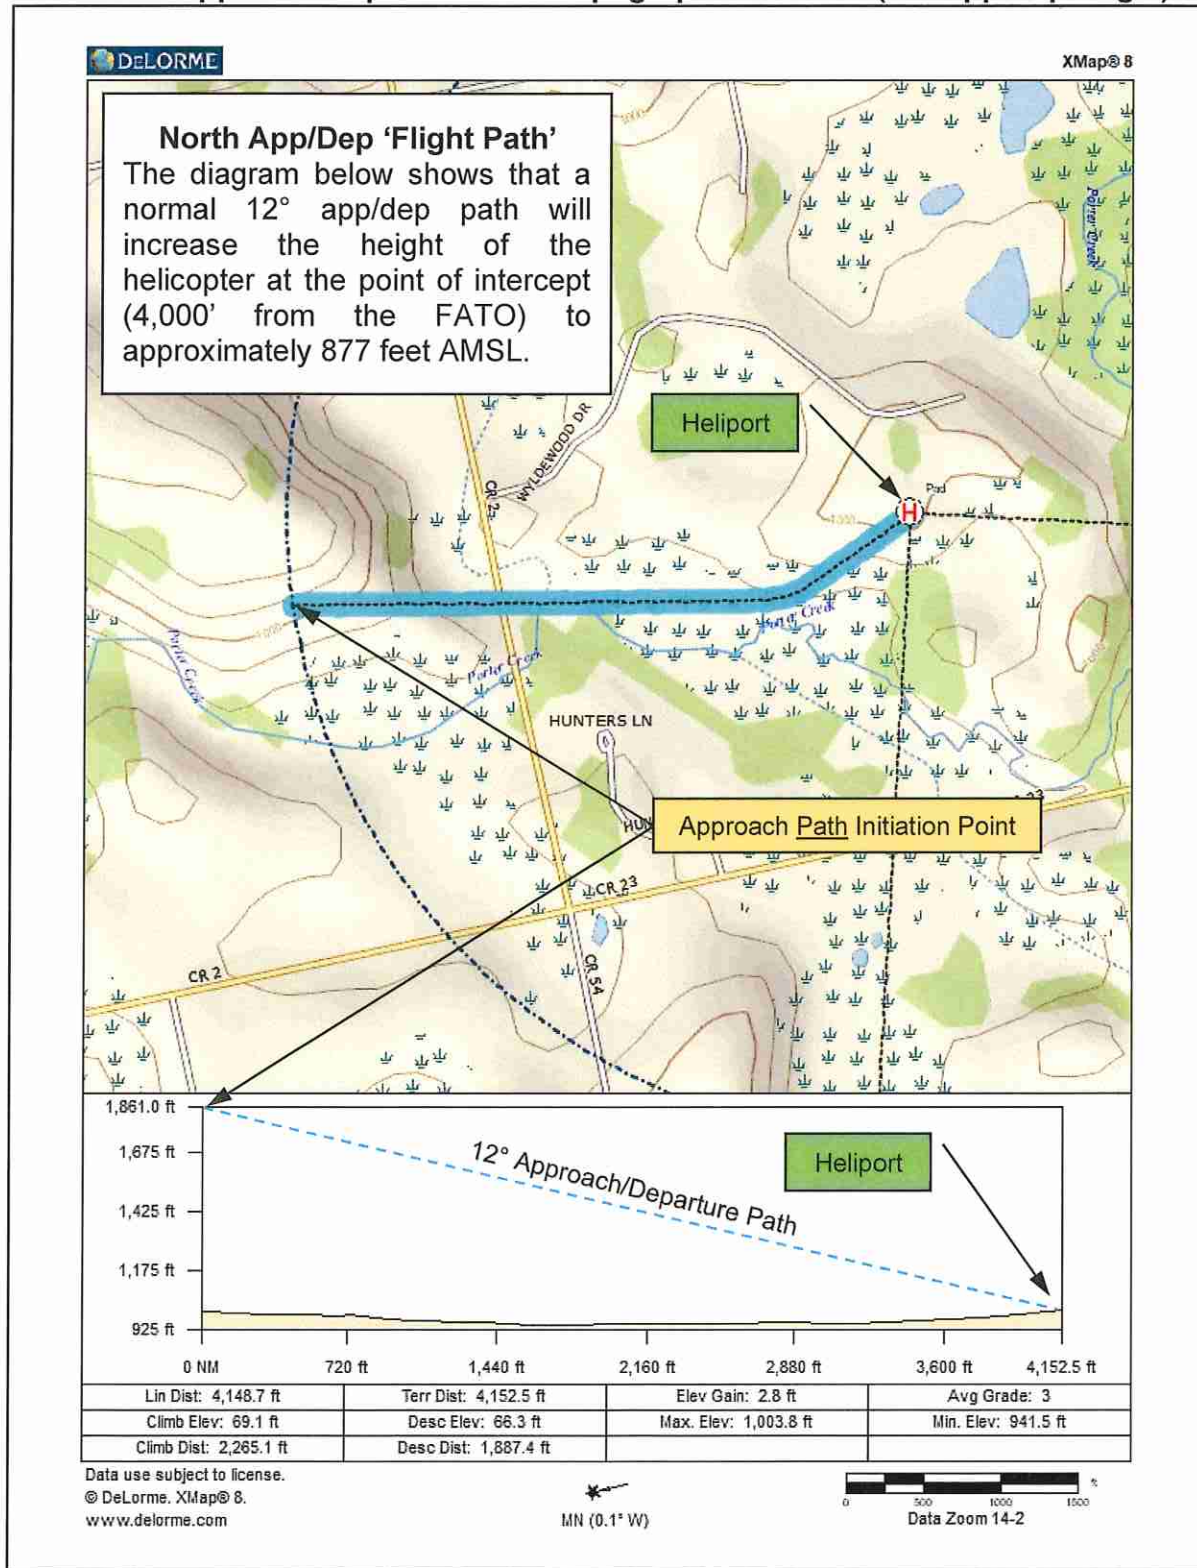 DELORME
XMap® 8
North App/Dep ‘Flight Path’
The diagram below shows that a
normal 12° app/dep path will
increase the height of the
helicopter at the point of intercept
(4,000’ from the FATO) to
approximately 877 feet AMSL.
Heliport
WYLDEWOOD DR
CR 2
Pad
H
1,000
Porter Creek
Porter Creek
HUNTERS LN
HUN
Approach Path Initiation Point
CR 23
CR 2
CR 54
1,861.0 ft
1,675 ft
1,425 ft
1,175 ft
925 ft
12° Approach/Departure Path
Heliport
0 NM 720 ft 1,440 ft 2,160 ft 2,880 ft 3,600 ft 4,152.5 ft
Lin Dist: 4,148.7 ft Terr Dist: 4,152.5 ft Elev Gain: 2.8 ft Avg Grade: 3
Climb Elev: 69.1 ft Desc Elev: 66.3 ft Max. Elev: 1,003.8 ft Min. Elev: 941.5 ft
Climb Dist: 2,265.1 ft Desc Dist: 1,887.4 ft
Data use subject to license.
© DeLorme. XMap® 8.
www.delorme.com
MN (0.1° W)
ft
0 500 1000 1500
Data Zoom 14-2